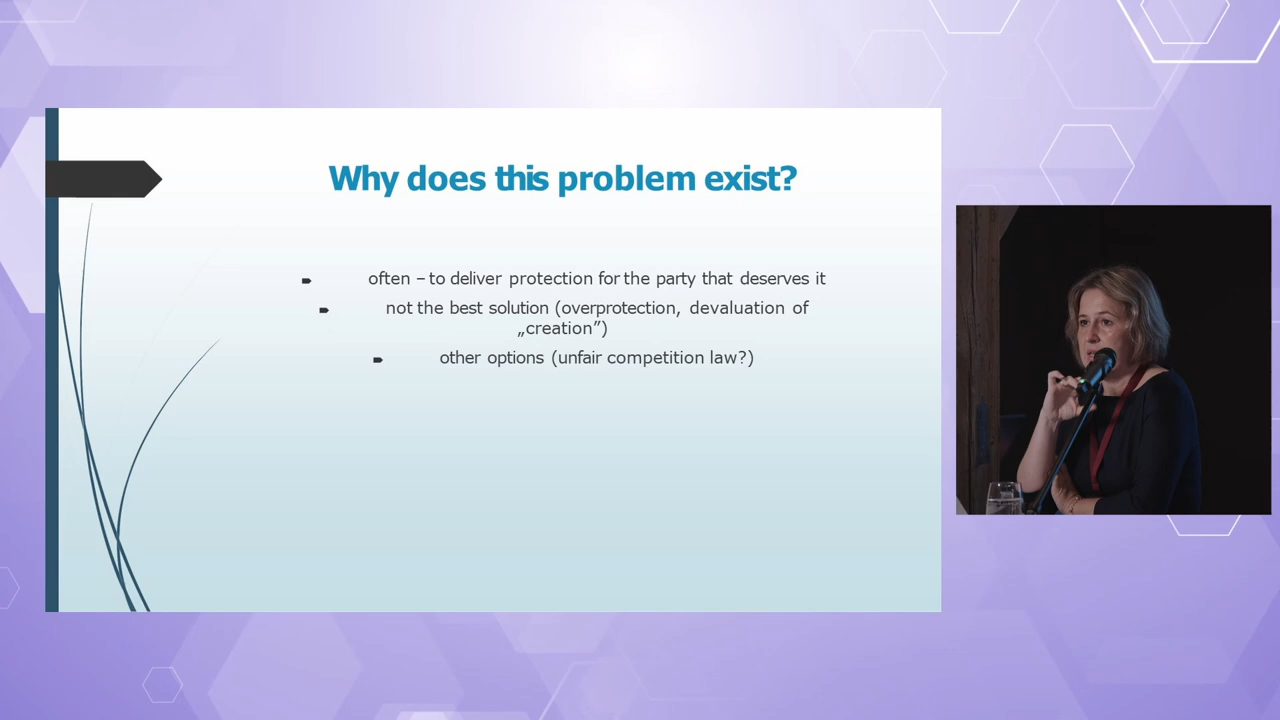 Why does this problem exist?
often – to deliver protection for the party that deserves it
not the best solution (overprotection, devaluation of
„creation”)
other options (unfair competition law?)